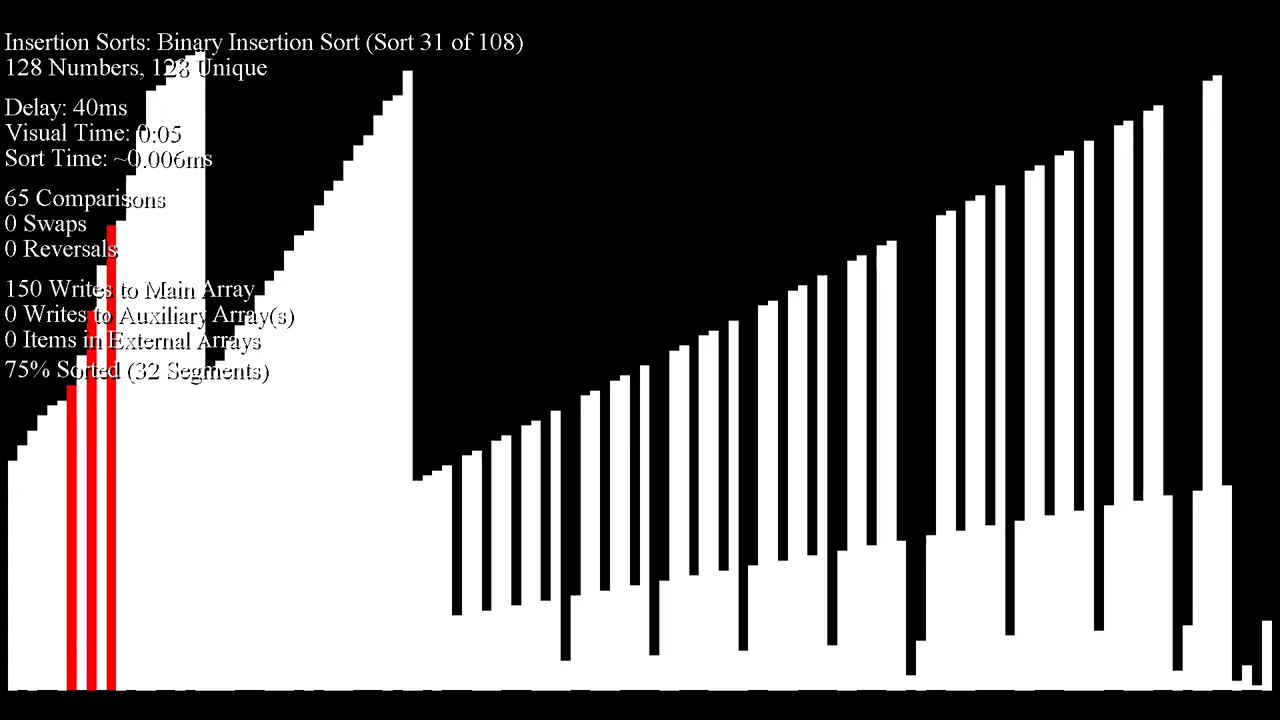 Insertion Sorts: Binary Insertion Sort (Sort 31 of 108)
128 Numbers, 128 Unique
Delay: 40ms
Visual Time: 0:05
Sort Time: ~0.006ms
65 Comparisons
0 Swaps
0 Reversals
150 Writes to Main Array
0 Writes to Auxiliary Array(s)
0 Items in External Arrays
75% Sorted (32 Segments)